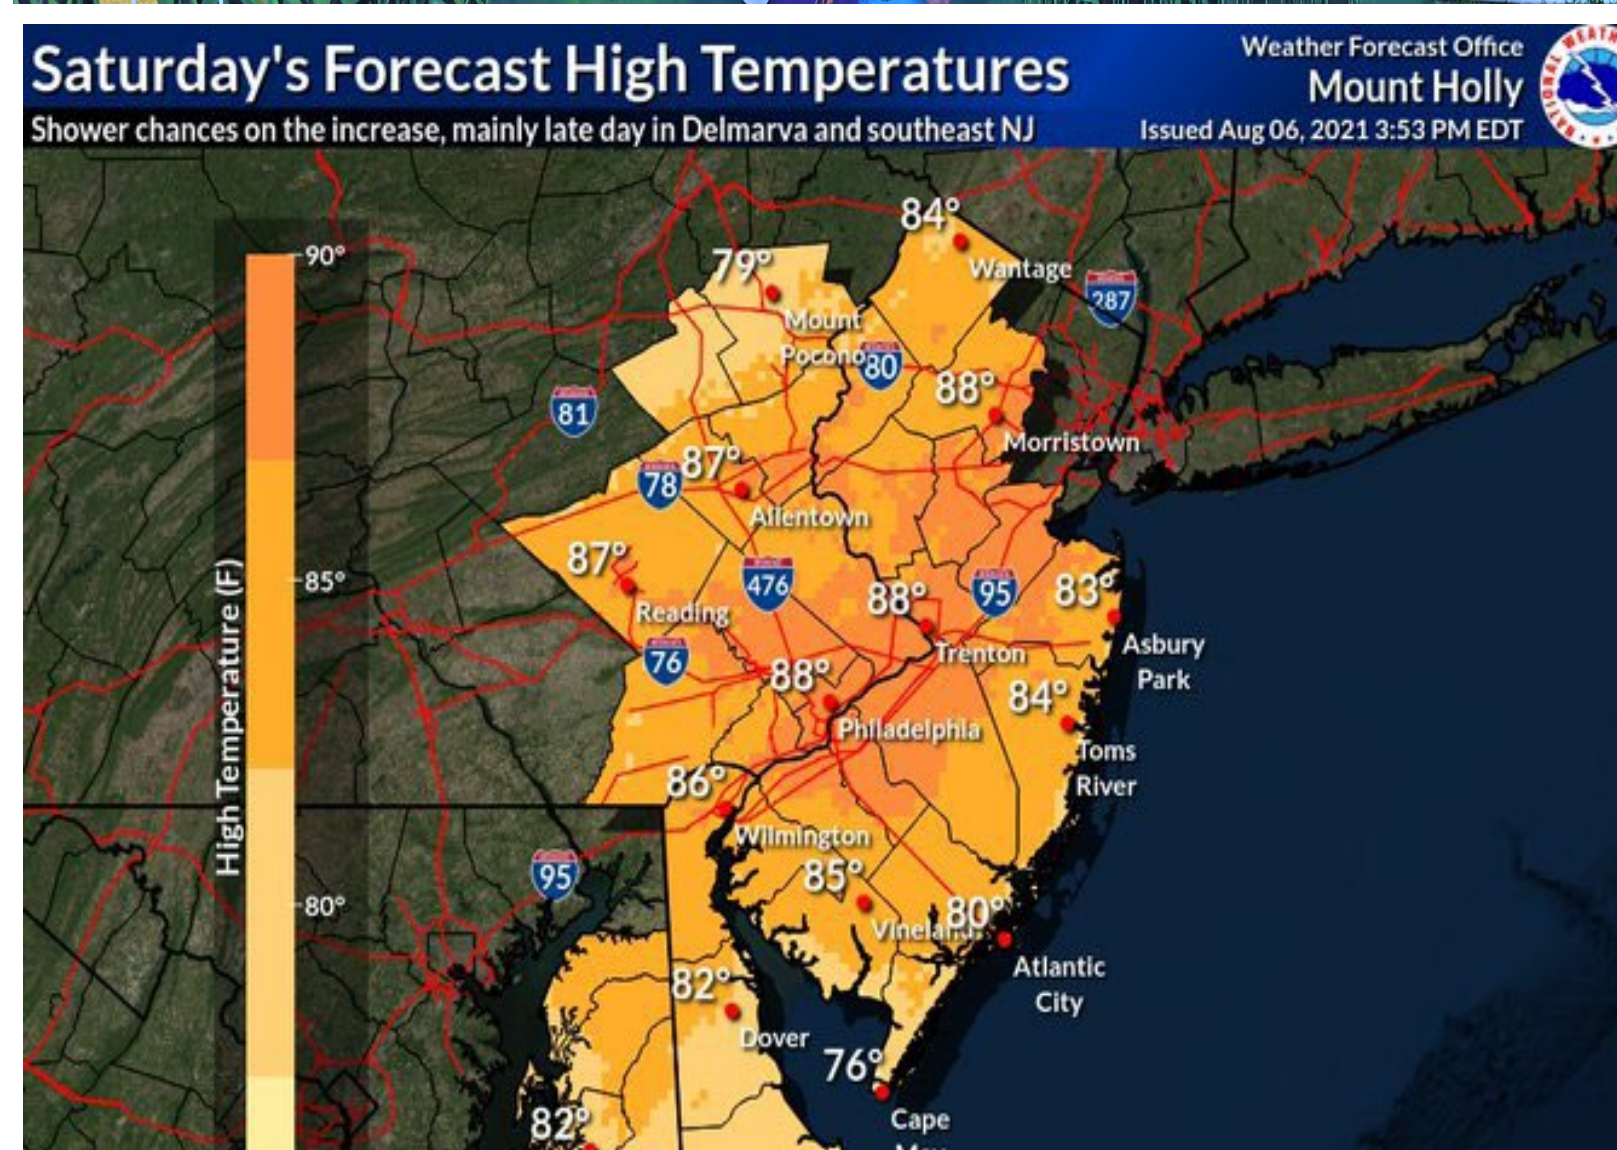 Saturday's Forecast High Temperatures
Shower chances on the increase, mainly late day in Delmarva and southeast NJ
Weather Forecast Office
Mount Holly
Issued Aug 06, 2021 3:53 PM EDT
High Temperature (F)
90°
85°
80°
84°
Wantage
79°
Mount
Pocono
287
80
81
88°
Morristown
87°
78
Allentown
87°
Reading
476
95
88°
Trenton
83°
Asbury
Park
76
88°
Philadelphia
84°
Toms
River
86°
Wilmington
95
85°
Vineland
80°
Atlantic
City
82°
Dover
76°
Cape
82°